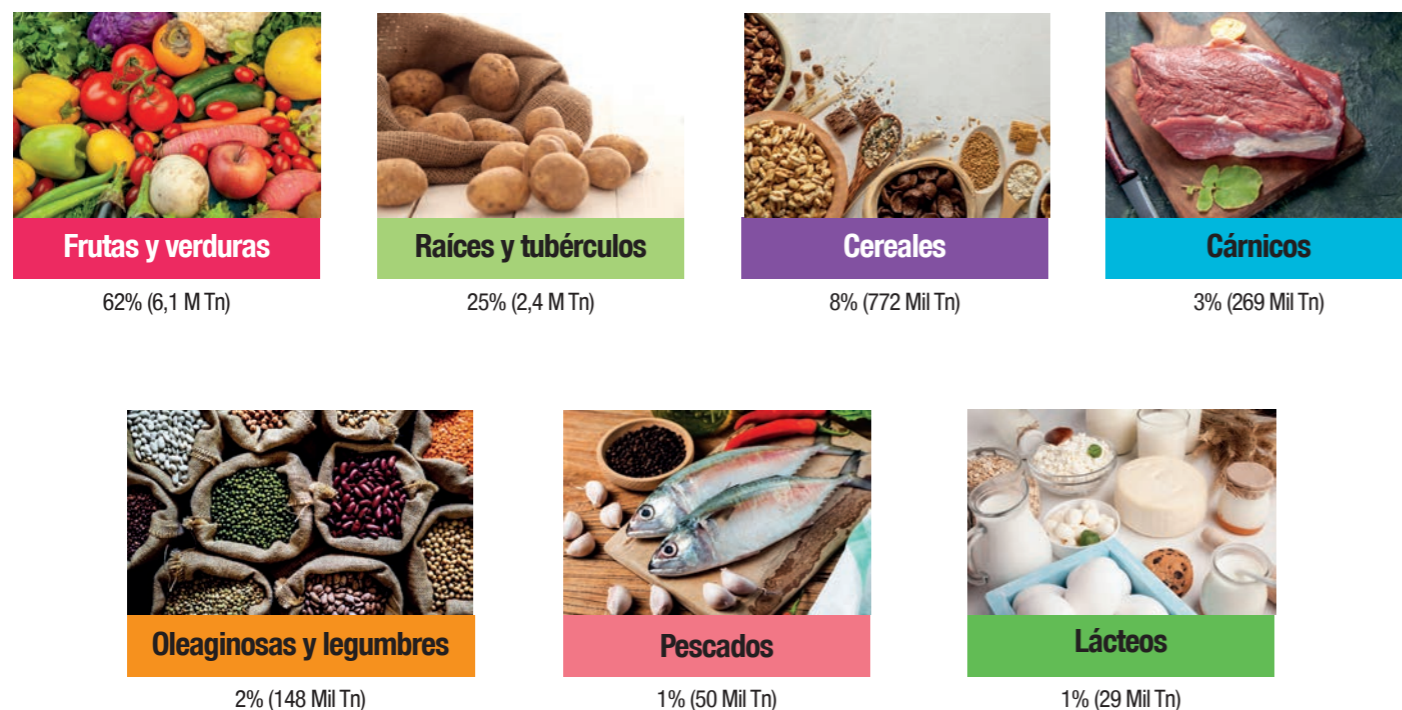 Frutas y verduras
62% (6,1 M Tn)
Raíces y tubérculos
25% (2,4 M Tn)
Cereales
8% (772 Mil Tn)
Cárnicos
3% (269 Mil Tn)
Oleaginosas y legumbres
2% (148 Mil Tn)
Pescados
1% (50 Mil Tn)
Lácteos
1% (29 Mil Tn)